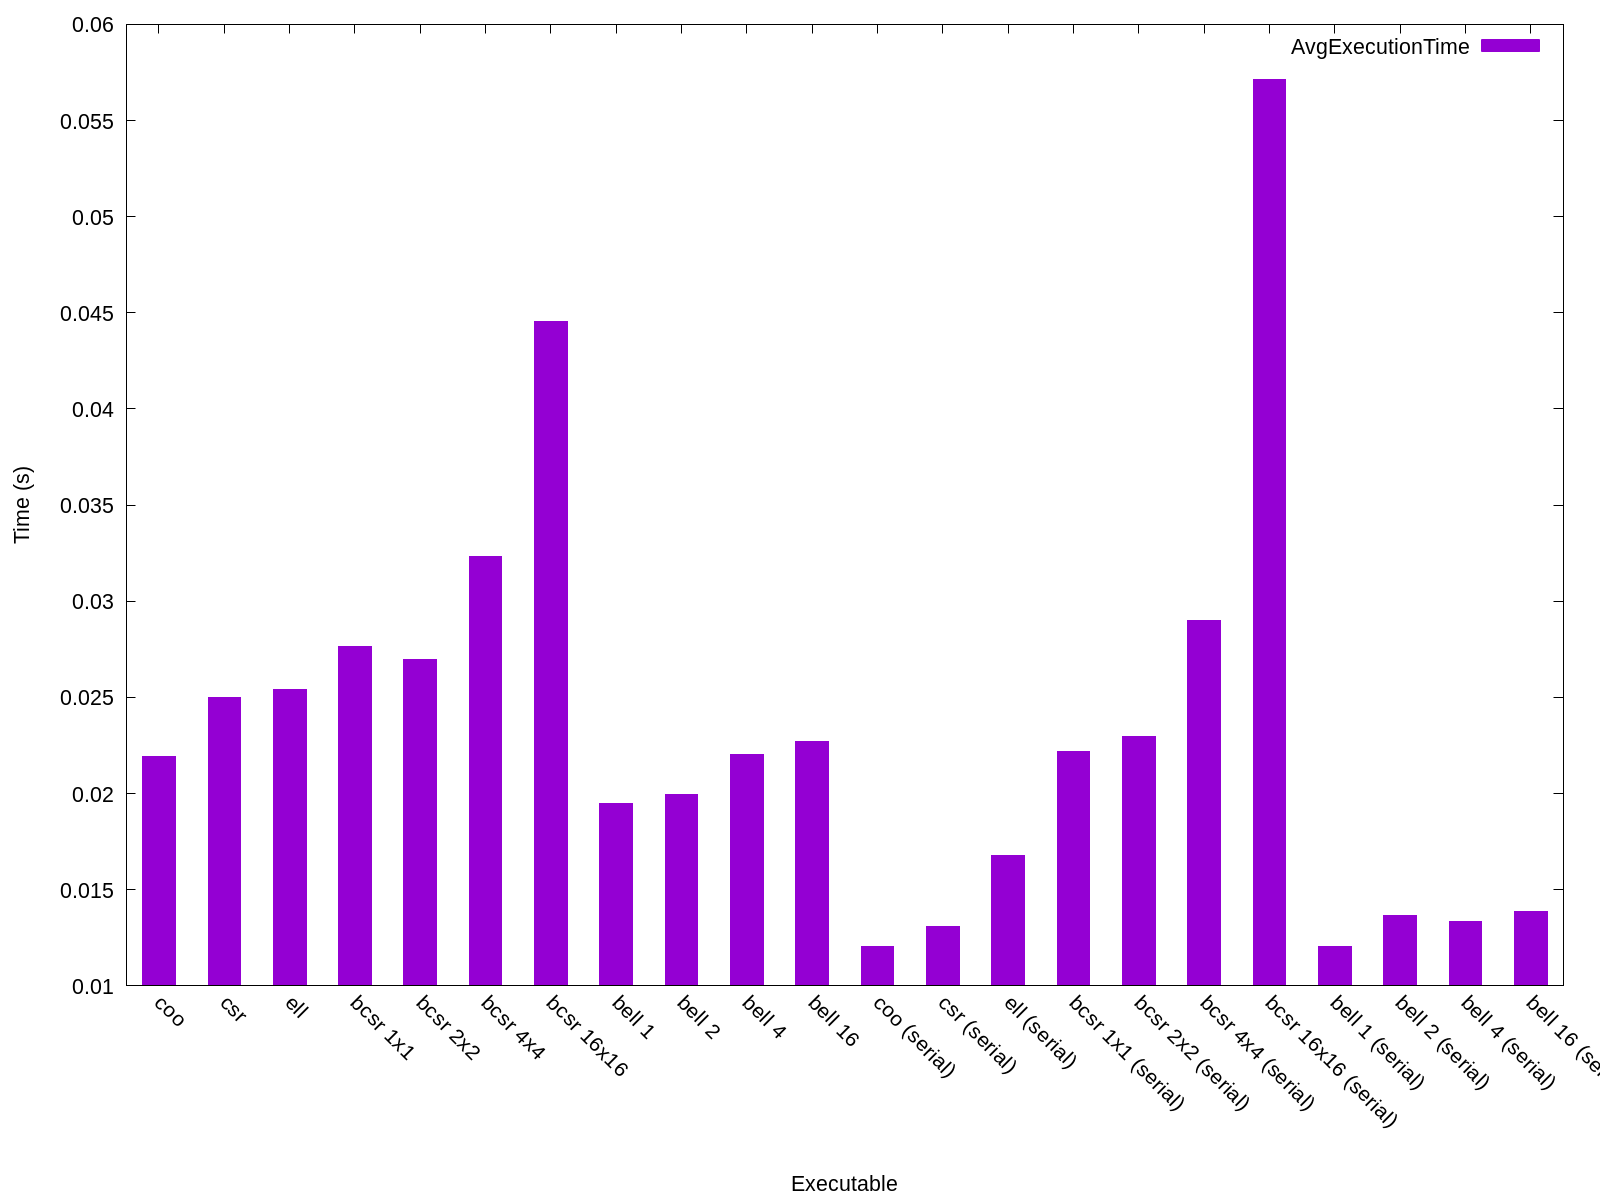 AvgExecutionTime
0.06
0.055
0.05
0.045
0.04
0.035
0.03
0.025
0.02
0.015
0.01
Time (s)
coo
csr
ell
bcsr 1x1
bcsr 2x2
bcsr 4x4
bcsr 16x16
bell 1
bell 2
bell 4
bell 16
coo (serial)
csr (serial)
ell (serial)
bcsr 1x1 (serial)
bcsr 2x2 (serial)
bcsr 4x4 (serial)
bcsr 16x16 (serial)
bell 1 (serial)
bell 2 (serial)
bell 4 (serial)
bell 16
Executable